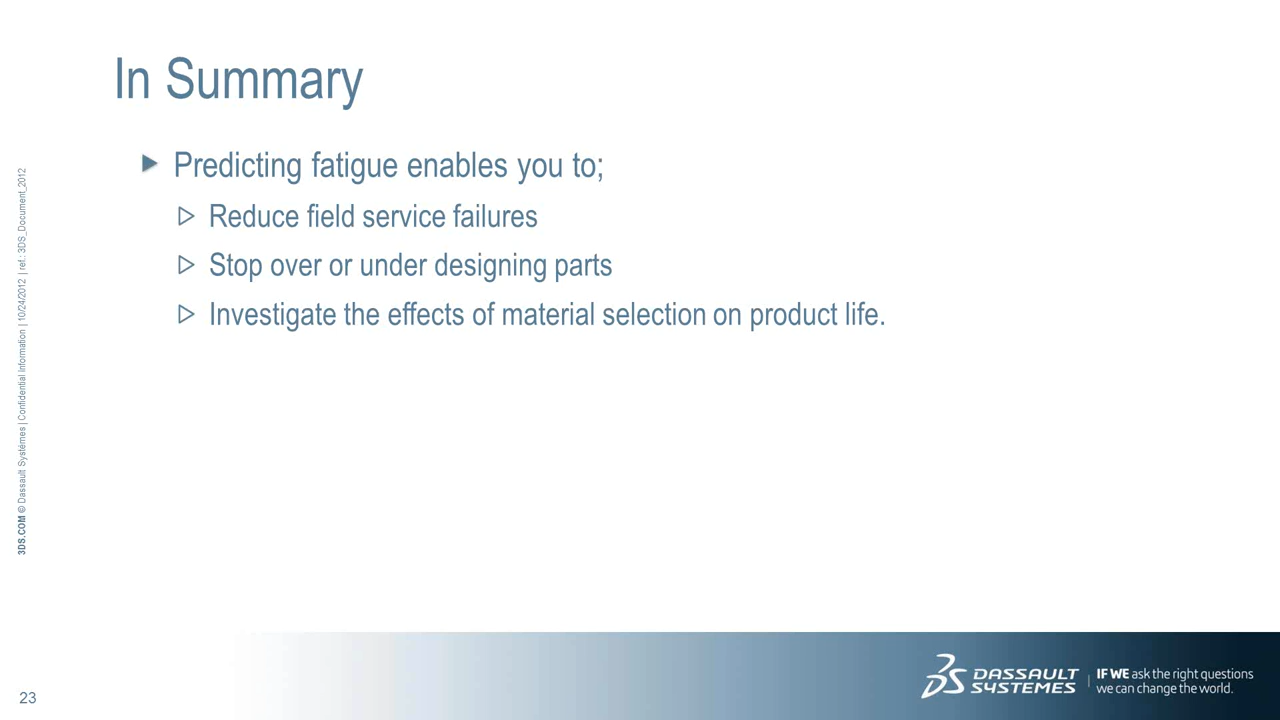 In Summary
Predicting fatigue enables you to;
Reduce field service failures
Stop over or under designing parts
Investigate the effects of material selection on product life.
3DS.COM © Dassault Systèmes | Confidential Information | 10/24/2012 | ref.: 3DS_Document_2012
23
DASSAULT
SYSTEMES
IF WE ask the right questions
we can change the world.